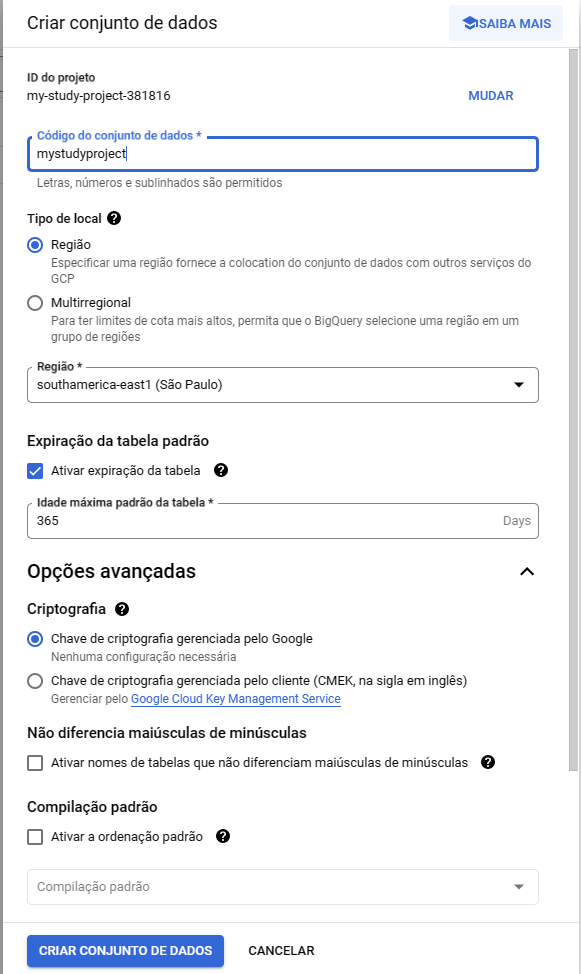 Criar conjunto de dados
SAIBA MAIS
ID do projeto
my-study-project-381816
MUDAR
Código do conjunto de dados *
mystudyproject
Letras, números e sublinhados são permitidos
Tipo de local ?
Região
Especificar uma região fornece a colocation do conjunto de dados com outros serviços do
GCP
Multirregional
Para ter limites de cota mais altos, permita que o BigQuery selecione uma região em um
grupo de regiões
Região *
southamerica-east1 (São Paulo)
Expiração da tabela padrão
Ativar expiração da tabela ?
Idade máxima padrão da tabela *
365 Days
Opções avançadas
Criptografia ?
Chave de criptografia gerenciada pelo Google
Nenhuma configuração necessária
Chave de criptografia gerenciada pelo cliente (CMEK, na sigla em inglês)
Gerenciar pelo Google Cloud Key Management Service
Não diferencia maiúsculas de minúsculas
Ativar nomes de tabelas que não diferenciam maiúsculas de minúsculas ?
Compilação padrão
Ativar a ordenação padrão ?
Compilação padrão
CRIAR CONJUNTO DE DADOS
CANCELAR